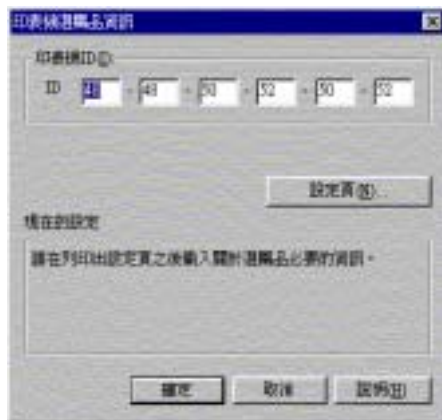 印表機選購品資訊
印表機ID(I):
ID - 48 - 50 - 52 - 50 - 52
設定頁(N)...
現在的設定
請在列印出設定頁之後輸入關於選購品必要的資訊。
確定 取消 說明(H)